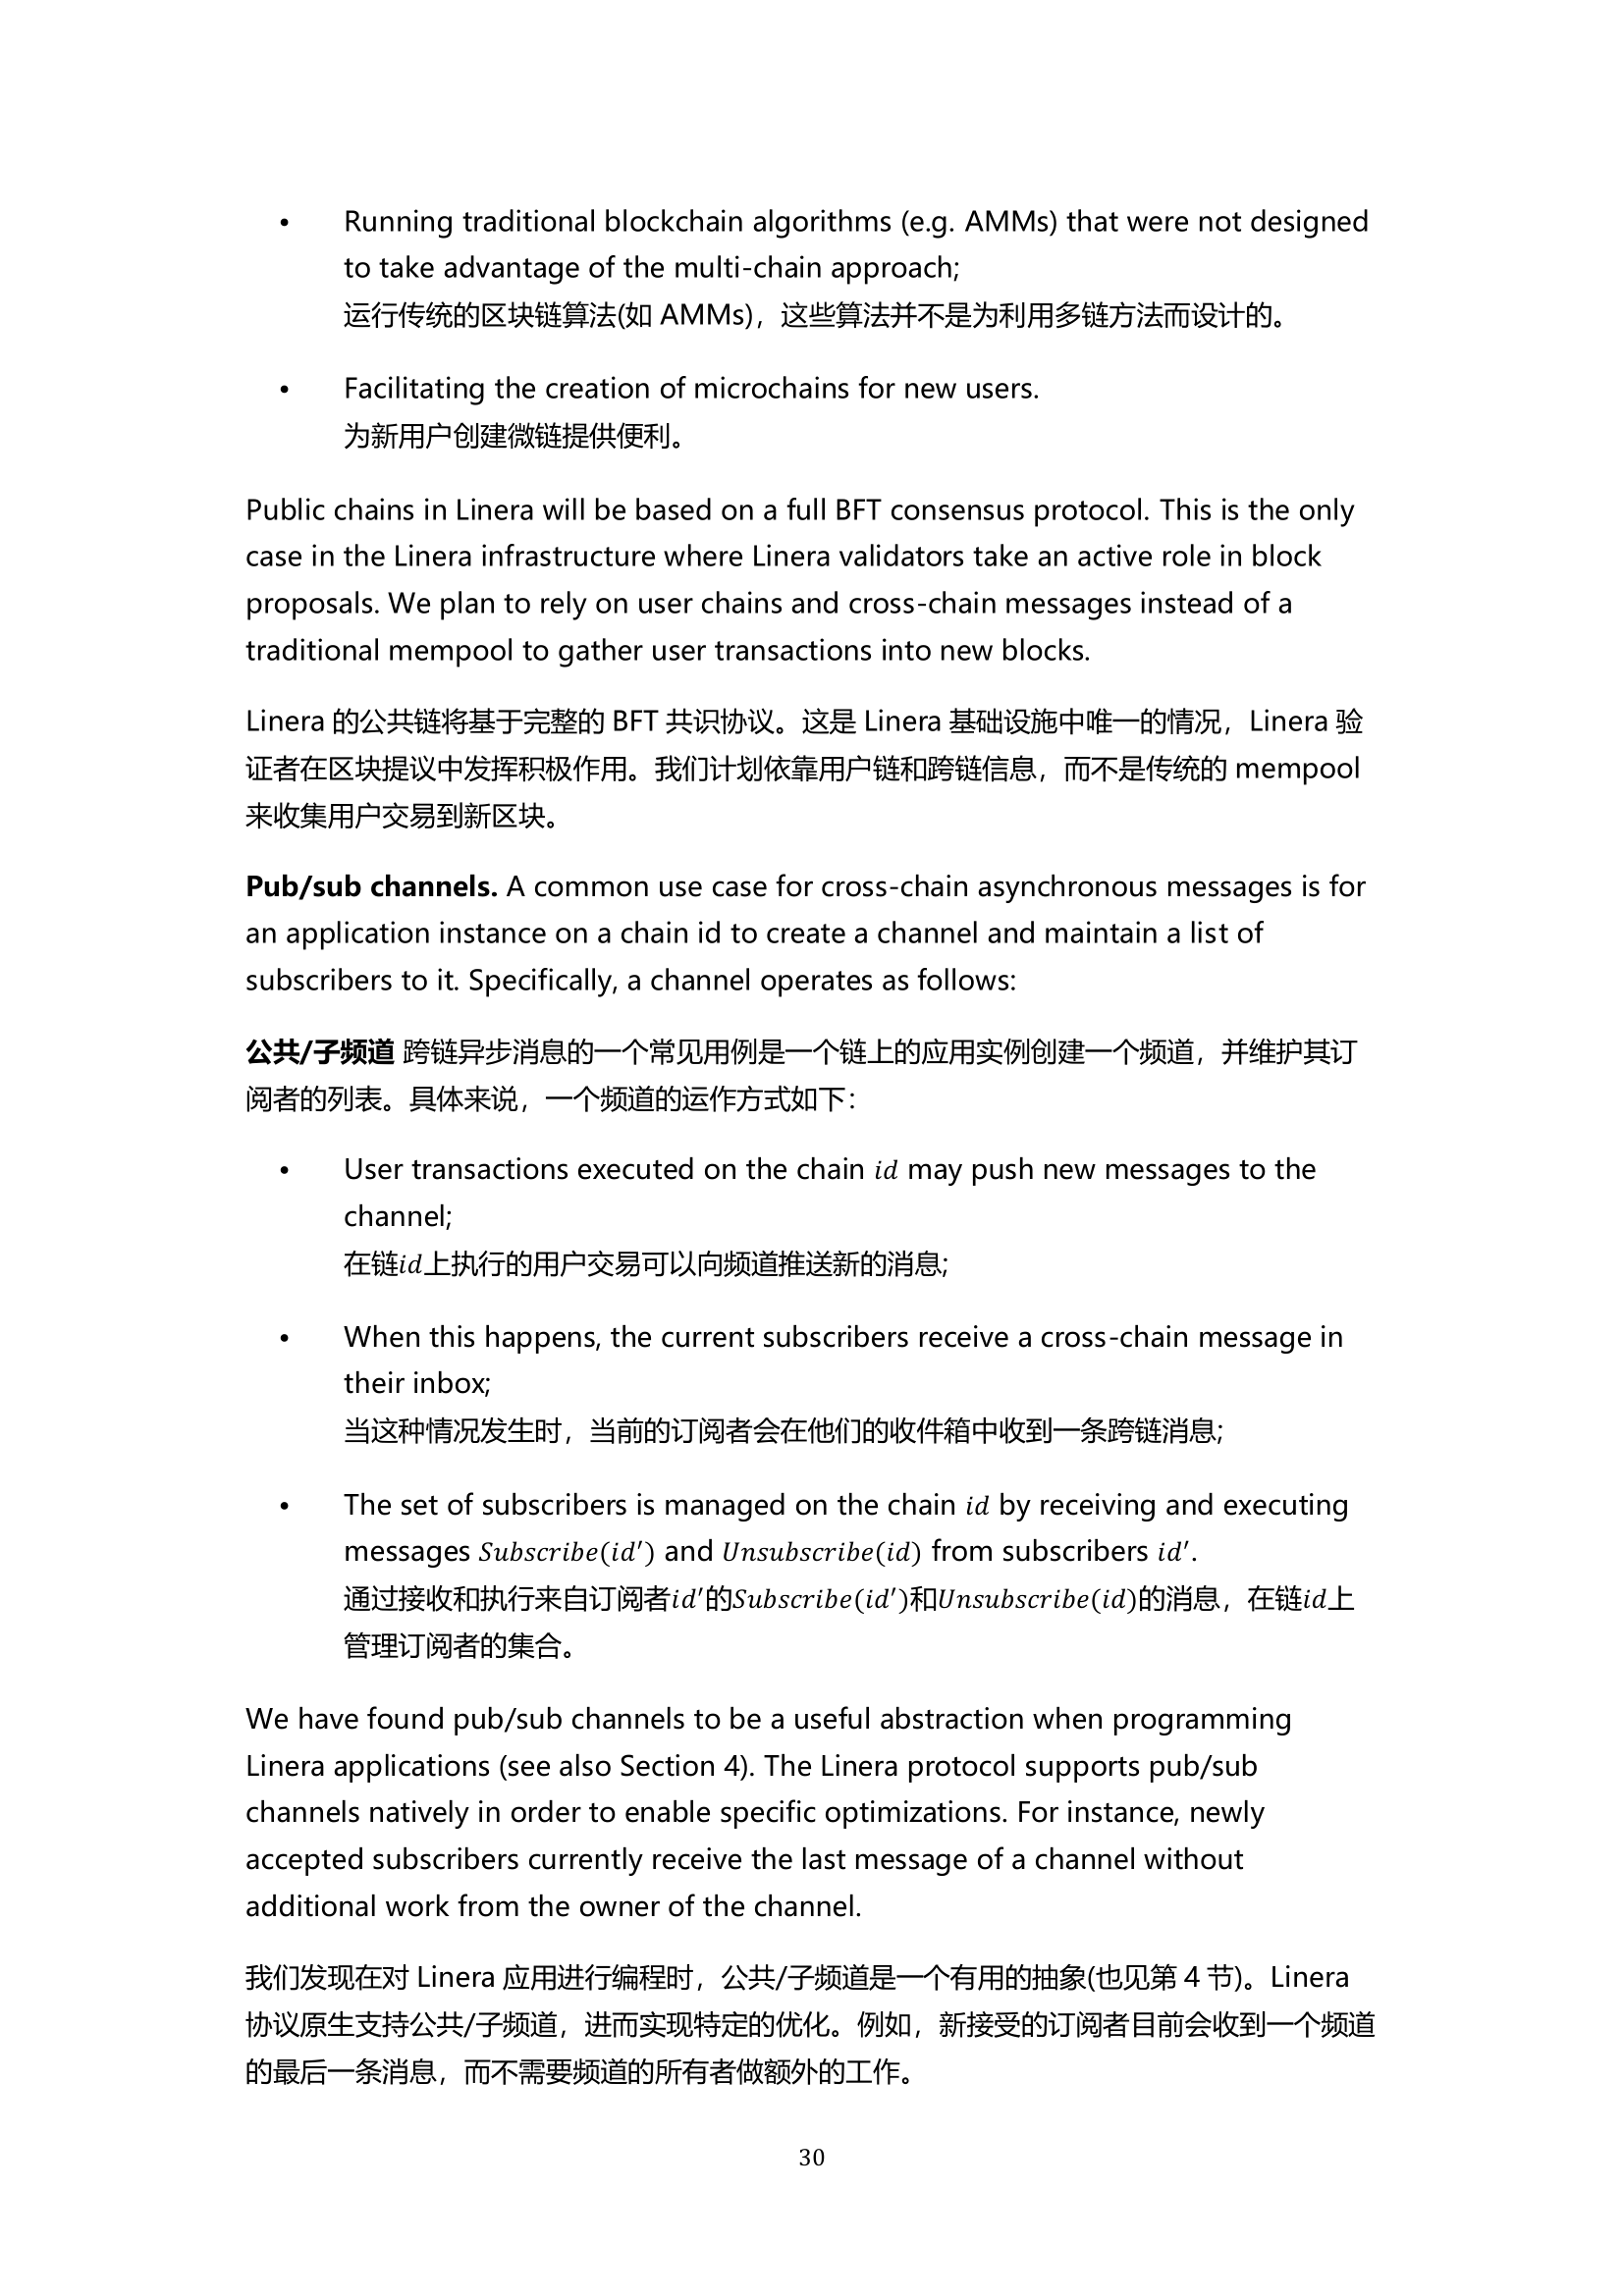 • Running traditional blockchain algorithms (e.g. AMMs) that were not designed
to take advantage of the multi-chain approach;
运行传统的区块链算法(如 AMMs)，这些算法并不是为利用多链方法而设计的。
• Facilitating the creation of microchains for new users.
为新用户创建微链提供便利。
Public chains in Linera will be based on a full BFT consensus protocol. This is the only
case in the Linera infrastructure where Linera validators take an active role in block
proposals. We plan to rely on user chains and cross-chain messages instead of a
traditional mempool to gather user transactions into new blocks.
Linera 的公共链将基于完整的 BFT 共识协议。这是 Linera 基础设施中唯一的情况，Linera 验
证者在区块提议中发挥积极作用。我们计划依靠用户链和跨链信息，而不是传统的 mempool
来收集用户交易到新区块。
Pub/sub channels. A common use case for cross-chain asynchronous messages is for
an application instance on a chain id to create a channel and maintain a list of
subscribers to it. Specifically, a channel operates as follows:
公共/子频道 跨链异步消息的一个常见用例是一个链上的应用实例创建一个频道，并维护其订
阅者的列表。具体来说，一个频道的运作方式如下：
• User transactions executed on the chain id may push new messages to the
channel;
在链id上执行的用户交易可以向频道推送新的消息;
• When this happens, the current subscribers receive a cross-chain message in
their inbox;
当这种情况发生时，当前的订阅者会在他们的收件箱中收到一条跨链消息;
• The set of subscribers is managed on the chain id by receiving and executing
messages Subscribe(id′) and Unsubscribe(id) from subscribers id′.
通过接收和执行来自订阅者id′的Subscribe(id′)和Unsubscribe(id)的消息，在链id上
管理订阅者的集合。
We have found pub/sub channels to be a useful abstraction when programming
Linera applications (see also Section 4). The Linera protocol supports pub/sub
channels natively in order to enable specific optimizations. For instance, newly
accepted subscribers currently receive the last message of a channel without
additional work from the owner of the channel.
我们发现在对 Linera 应用进行编程时，公共/子频道是一个有用的抽象(也见第 4 节)。Linera
协议原生支持公共/子频道，进而实现特定的优化。例如，新接受的订阅者目前会收到一个频道
的最后一条消息，而不需要频道的所有者做额外的工作。
30